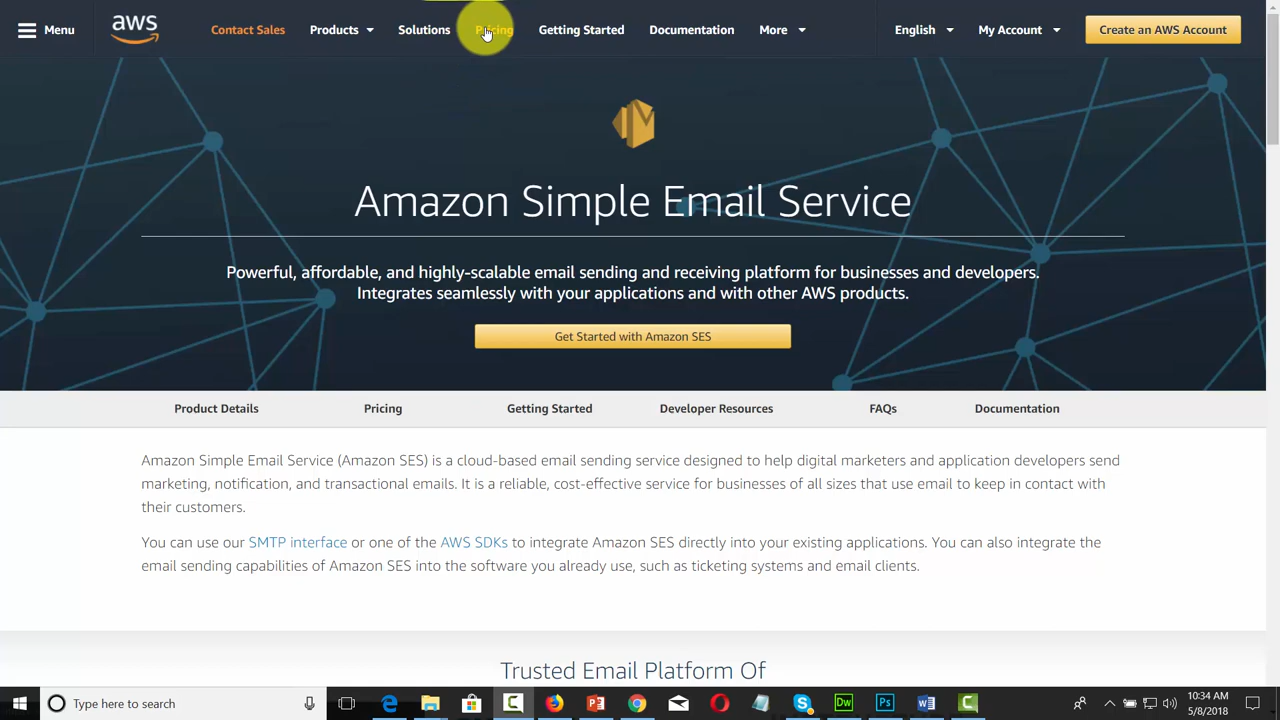 Menu
aws
Contact Sales
Products
Solutions
Pricing
Getting Started
Documentation
More
English
My Account
Create an AWS Account
Amazon Simple Email Service
Powerful, affordable, and highly-scalable email sending and receiving platform for businesses and developers.
Integrates seamlessly with your applications and with other AWS products.
Get Started with Amazon SES
Product Details
Pricing
Getting Started
Developer Resources
FAQs
Documentation
Amazon Simple Email Service (Amazon SES) is a cloud-based email sending service designed to help digital marketers and application developers send
marketing, notification, and transactional emails. It is a reliable, cost-effective service for businesses of all sizes that use email to keep in contact with
their customers.
You can use our SMTP interface or one of the AWS SDKs to integrate Amazon SES directly into your existing applications. You can also integrate the
email sending capabilities of Amazon SES into the software you already use, such as ticketing systems and email clients.
Trusted Email Platform Of
Type here to search
Dw
Ps
10:34 AM
5/8/2018